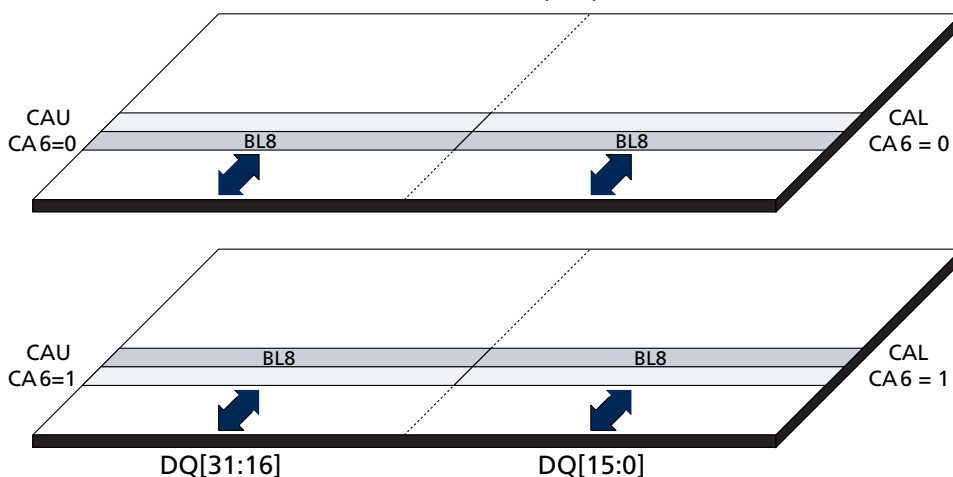 CAU
CA6=0
BL8
BL8
CAL
CA6 = 0
CAU
CA6=1
BL8
BL8
CAL
CA6 = 1
DQ[31:16]
DQ[15:0]